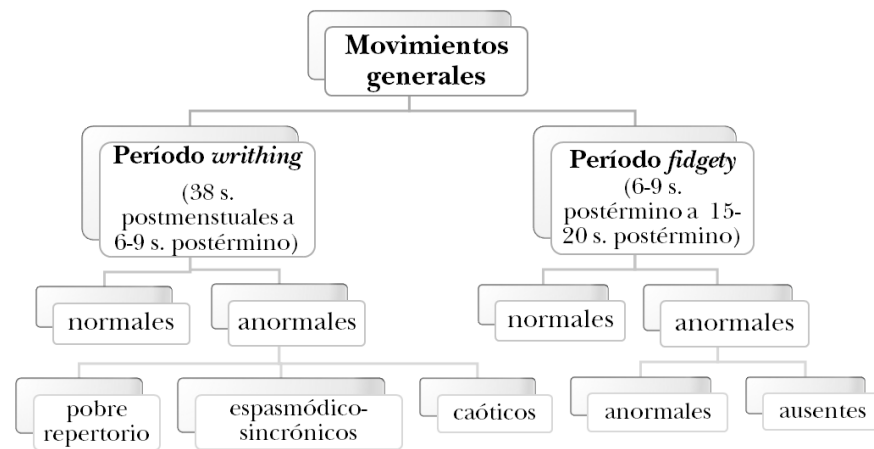 Movimientos
generales
Período writhing
(38 s.
postmenstuales a
6-9 s. postérmino)
Período fidgety
(6-9 s.
postérmino a 15-
20 s. postérmino)
normales
anormales
normales
anormales
pobre
repertorio
espasmódico-
sincrónicos
caóticos
anormales
ausentes